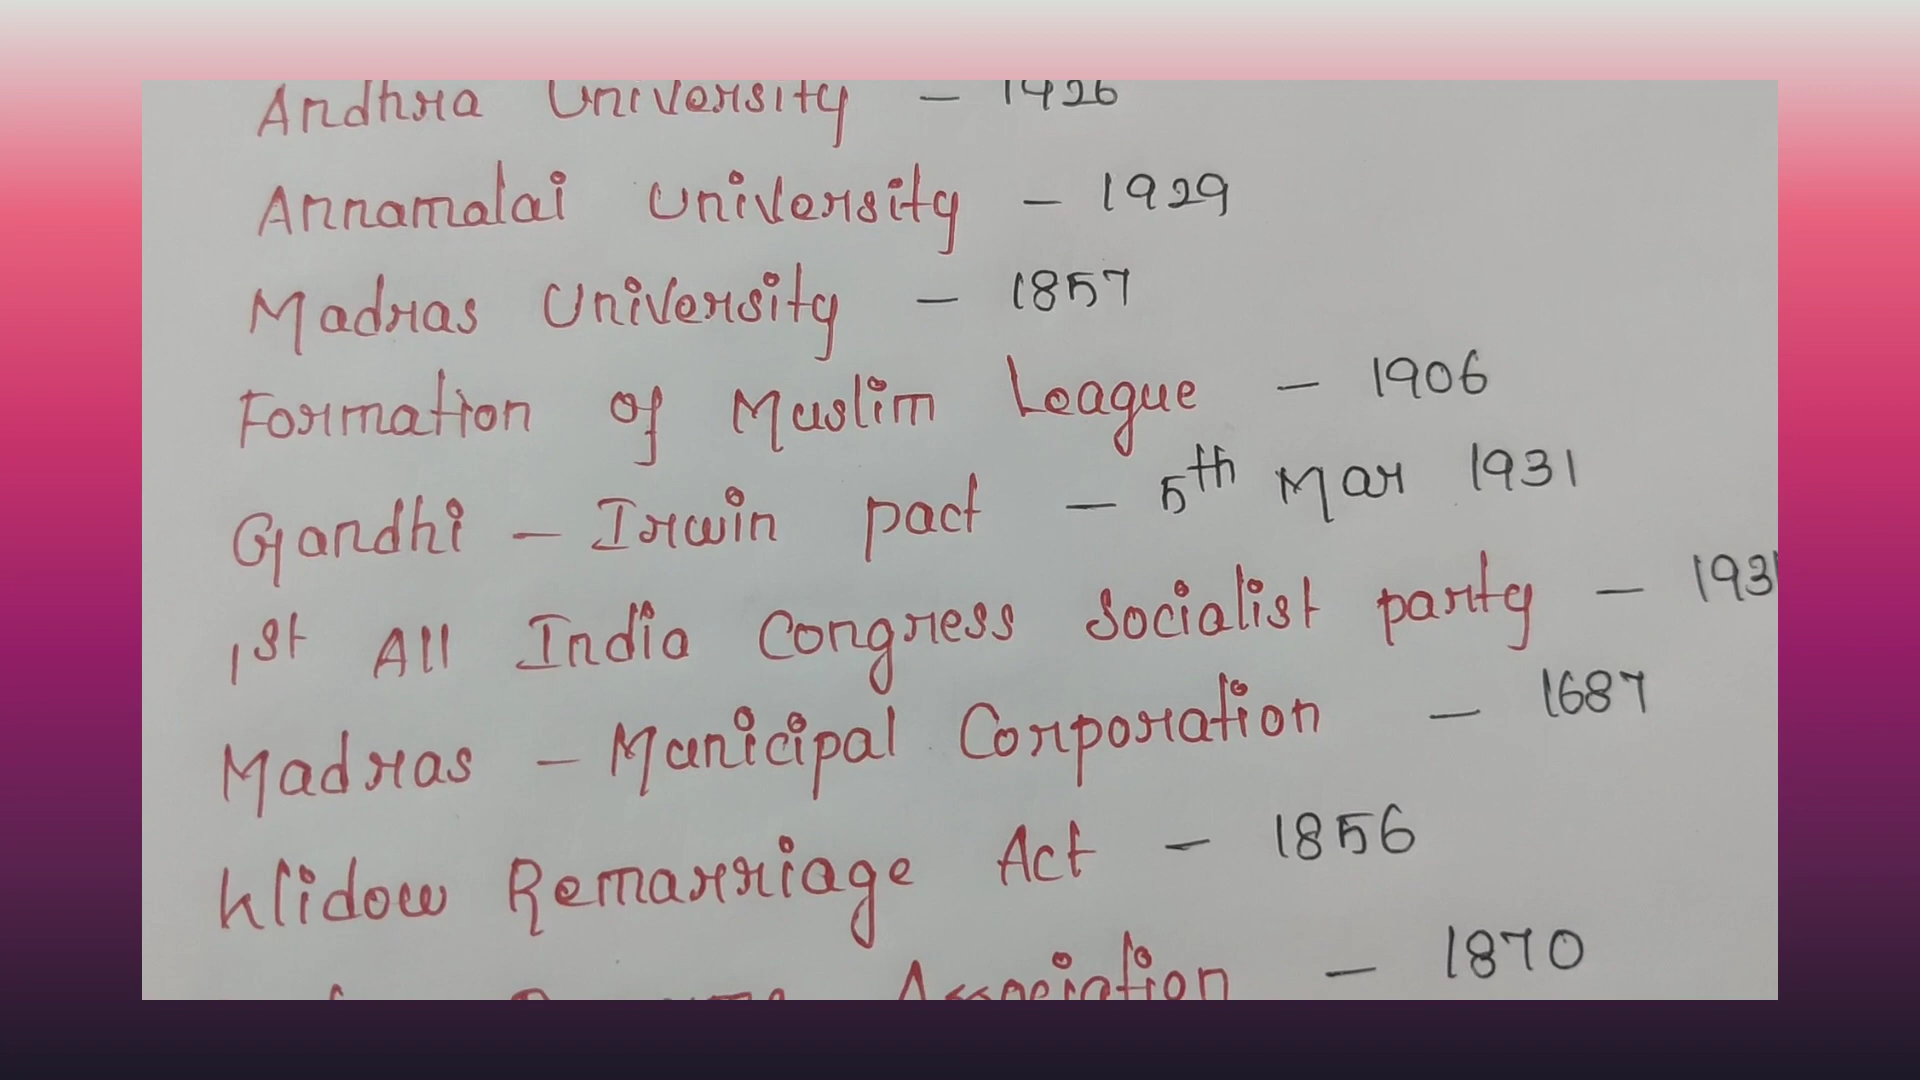 Andhra University - 1926
Annamalai University - 1929
Madras University - 1857
Formation of Muslim League - 1906
Gandhi - Irwin pact - 5th Mar 1931
1st All India Congress Socialist party -
Madras - Municipal Corporation - 1687
Widow Remarriage Act - 1856
Association - 1870